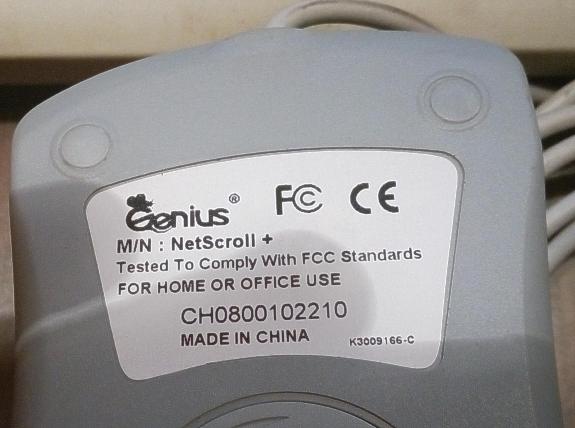 Genius® FC CE
M/N : NetScroll +
Tested To Comply With FCC Standards
FOR HOME OR OFFICE USE
CH0800102210
MADE IN CHINA K3009166-C